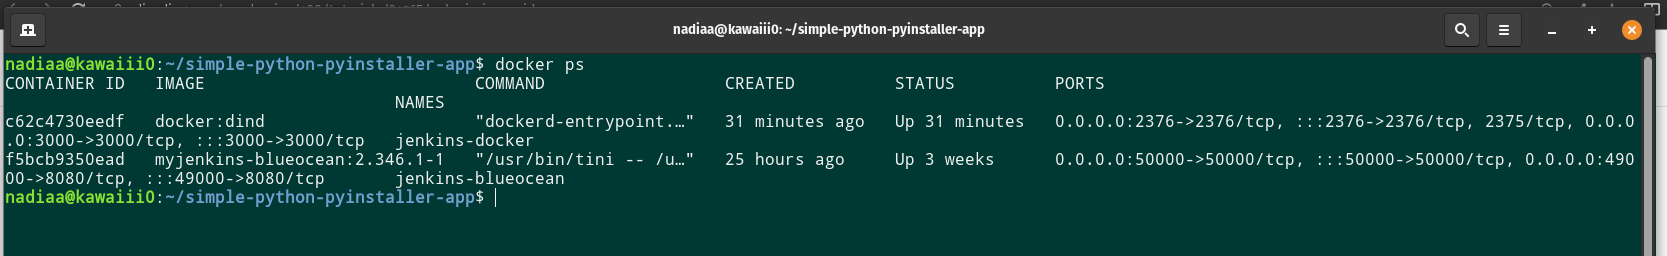 nadiaa@kawaiii0: ~/simple-python-pyinstaller-app
nadiaa@kawaiii0:~/simple-python-pyinstaller-app$ docker ps
CONTAINER ID   IMAGE                           COMMAND                  CREATED          STATUS          PORTS
                                       NAMES
c62c4730eedf   docker:dind                     "dockerd-entrypoint.…"   31 minutes ago   Up 31 minutes   0.0.0.0:2376->2376/tcp, :::2376->2376/tcp, 2375/tcp, 0.0.0
.0:3000->3000/tcp, :::3000->3000/tcp   jenkins-docker
f5bcb9350ead   myjenkins-blueocean:2.346.1-1   "/usr/bin/tini -- /u…"   25 hours ago     Up 3 weeks      0.0.0.0:50000->50000/tcp, :::50000->50000/tcp, 0.0.0.0:490
00->8080/tcp, :::49000->8080/tcp       jenkins-blueocean
nadiaa@kawaiii0:~/simple-python-pyinstaller-app$